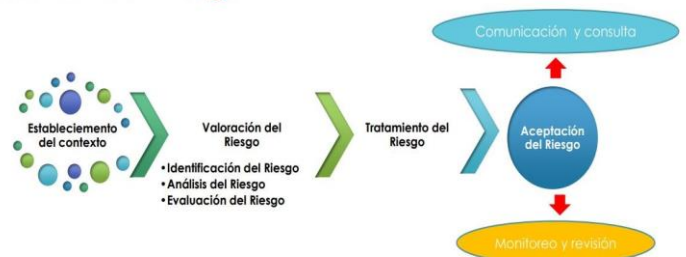 Comunicación y consulta
Estableciemento
del contexto
Valoración del
Riesgo
•Identificación del Riesgo
•Análisis del Riesgo
•Evaluación del Riesgo
Tratamiento del
Riesgo
Aceptación
del Riesgo
Monitoreo y revisión